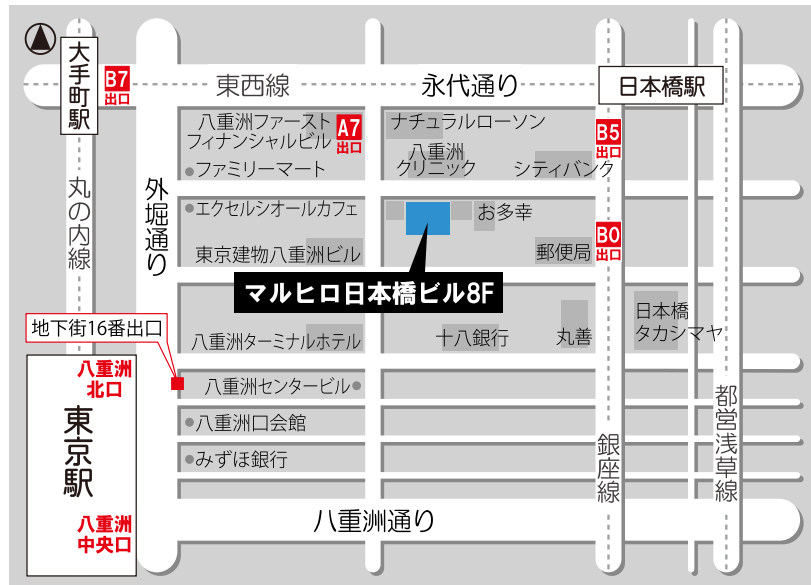 大手町駅
B7
出口
東西線
永代通り
日本橋駅
八重洲ファースト
フィナンシャルビル
A7
出口
ナチュラルローソン
B5
出口
八重洲
クリニック
シティバンク
ファミリーマート
丸の内線
外堀通り
エクセルシオールカフェ
お多幸
B0
出口
東京建物八重洲ビル
郵便局
マルヒロ日本橋ビル8F
地下街16番出口
八重洲ターミナルホテル
十八銀行
丸善
日本橋
タカシマヤ
八重洲
北口
八重洲センタービル
東京駅
八重洲口会館
みずほ銀行
銀座線
都営浅草線
八重洲
中央口
八重洲通り